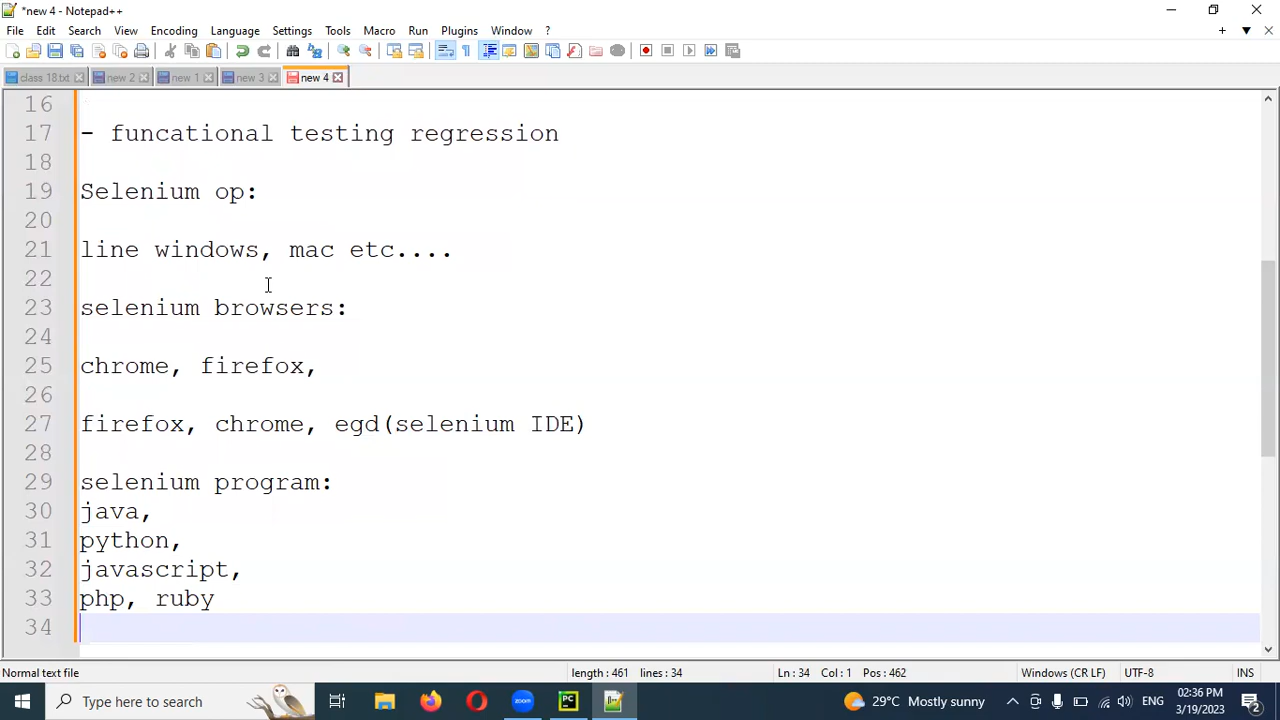 *new 4 - Notepad++
File Edit Search View Encoding Language Settings Tools Macro Run Plugins Window ?
class 18.txt new 2 new 1 new 3 new 4
16
17 - funcational testing regression
18
19 Selenium op:
20
21 line windows, mac etc....
22
23 selenium browsers:
24
25 chrome, firefox,
26
27 firefox, chrome, egd(selenium IDE)
28
29 selenium program:
30 java,
31 python,
32 javascript,
33 php, ruby
34
Normal text file length : 461 lines : 34 Ln : 34 Col : 1 Pos : 462 Windows (CR LF) UTF-8 INS
Type here to search zoom PC 29°C Mostly sunny ENG 02:36 PM
3/19/2023 2